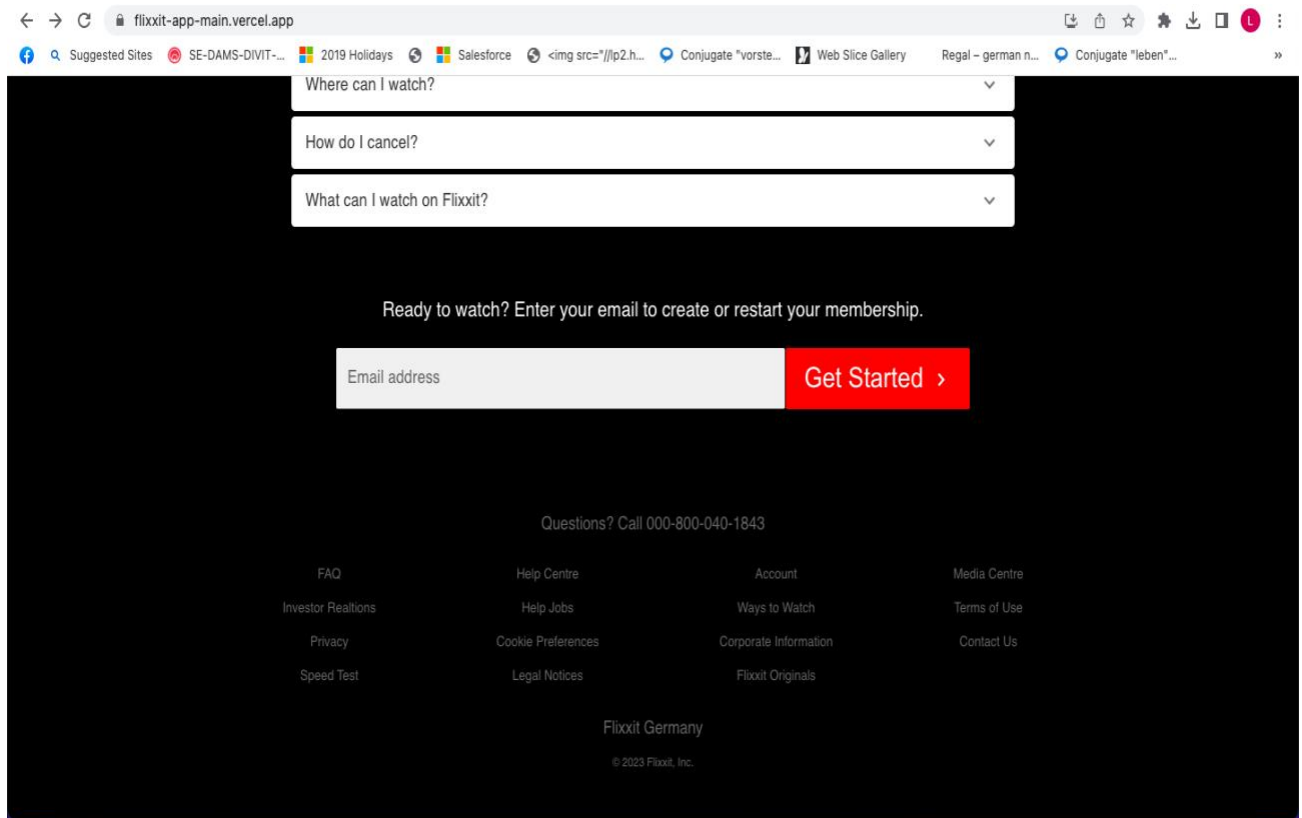 flixxit-app-main.vercel.app
L
Suggested Sites SE-DAMS-DIVIT-... 2019 Holidays Salesforce <img src="//lp2.h... Conjugate "vorste... Web Slice Gallery Regal – german n... Conjugate "leben"... »
Where can I watch?
How do I cancel?
What can I watch on Flixxit?
Ready to watch? Enter your email to create or restart your membership.
Email address Get Started ›
Questions? Call 000-800-040-1843
FAQ Help Centre Account Media Centre
Investor Realtions Help Jobs Ways to Watch Terms of Use
Privacy Cookie Preferences Corporate Information Contact Us
Speed Test Legal Notices Flixxit Originals
Flixxit Germany
© 2023 Flixxit, Inc.